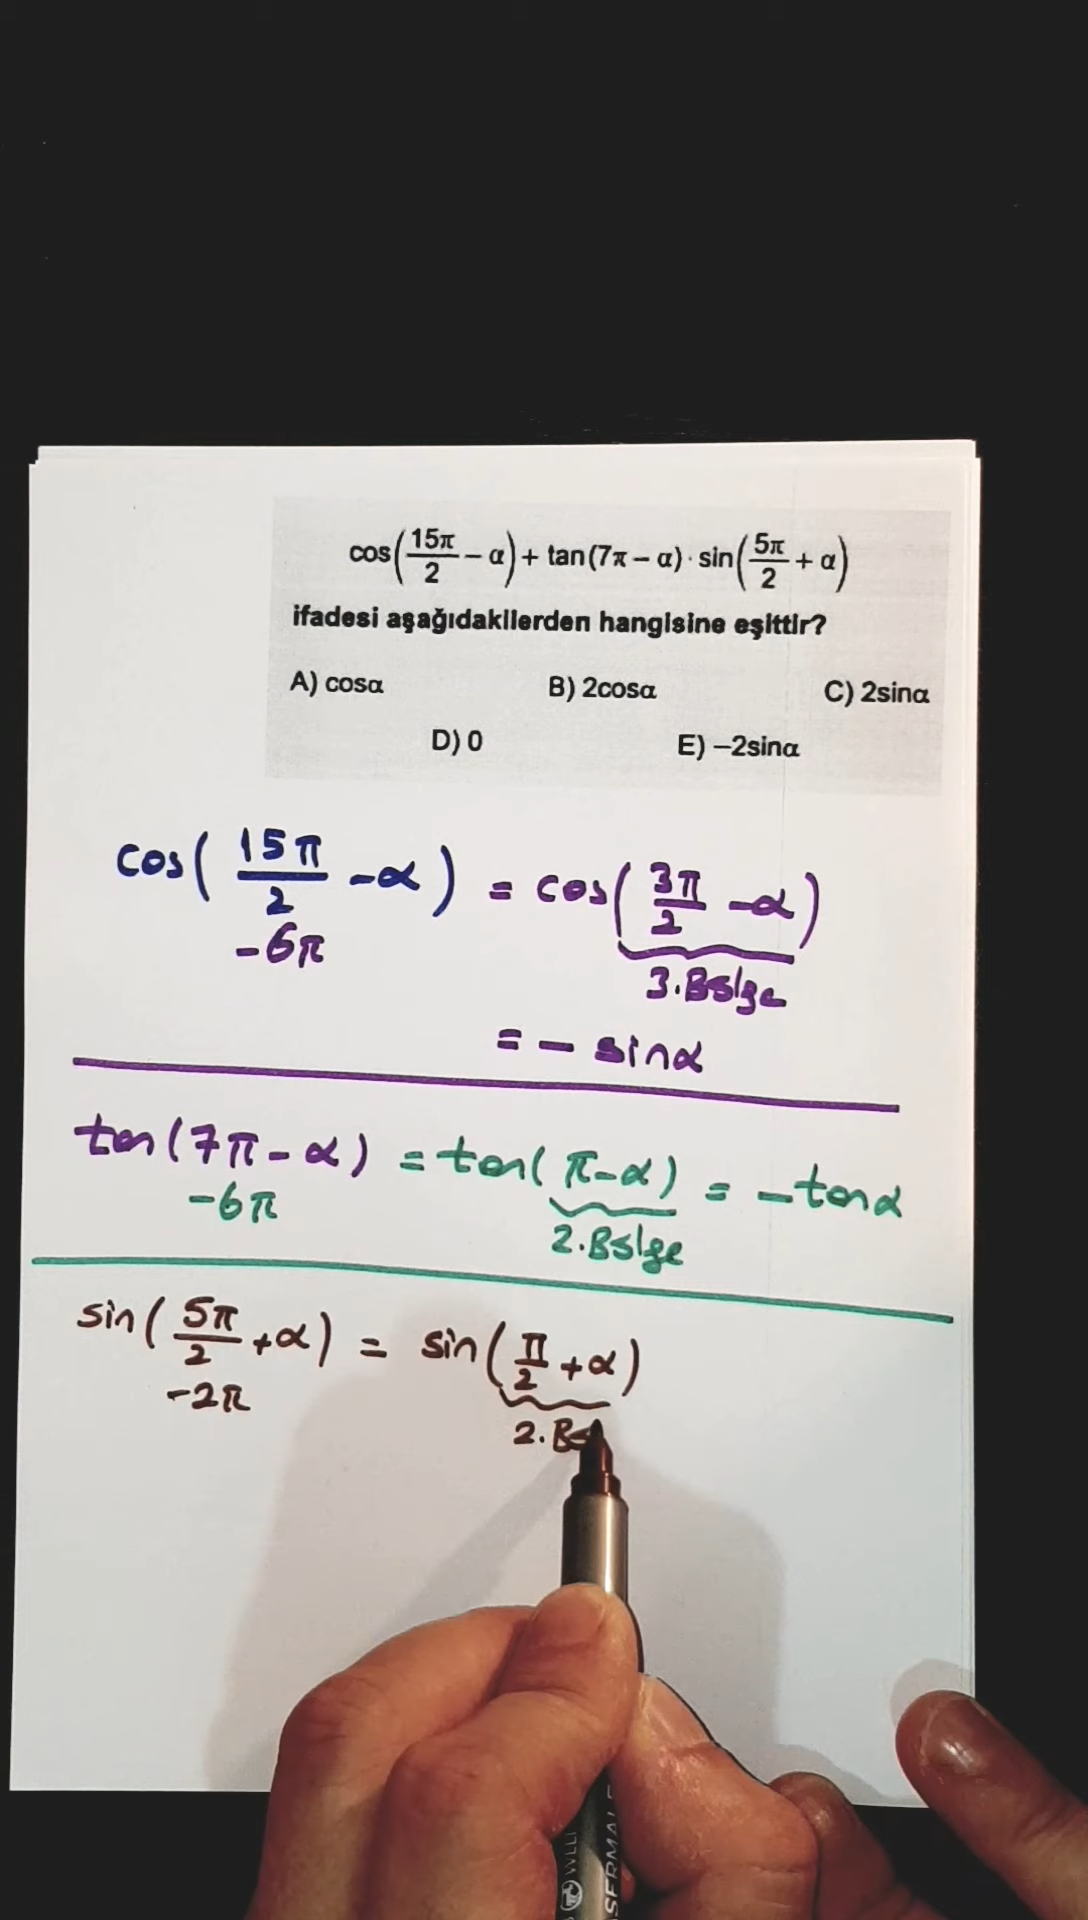 cos(15π/2 − α) + tan(7π − α) · sin(5π/2 + α)
ifadesi aşağıdakilerden hangisine eşittir?
A) cosα B) 2cosα C) 2sinα
D) 0 E) −2sinα
cos(15π/2 − α) = cos(3π/2 − α)
−6π
3.Bölge
= − sinα
tan(7π − α) = tan(π − α) = − tanα
−6π
2.Bölge
sin(5π/2 + α) = sin(π/2 + α)
−2π
2.Bö